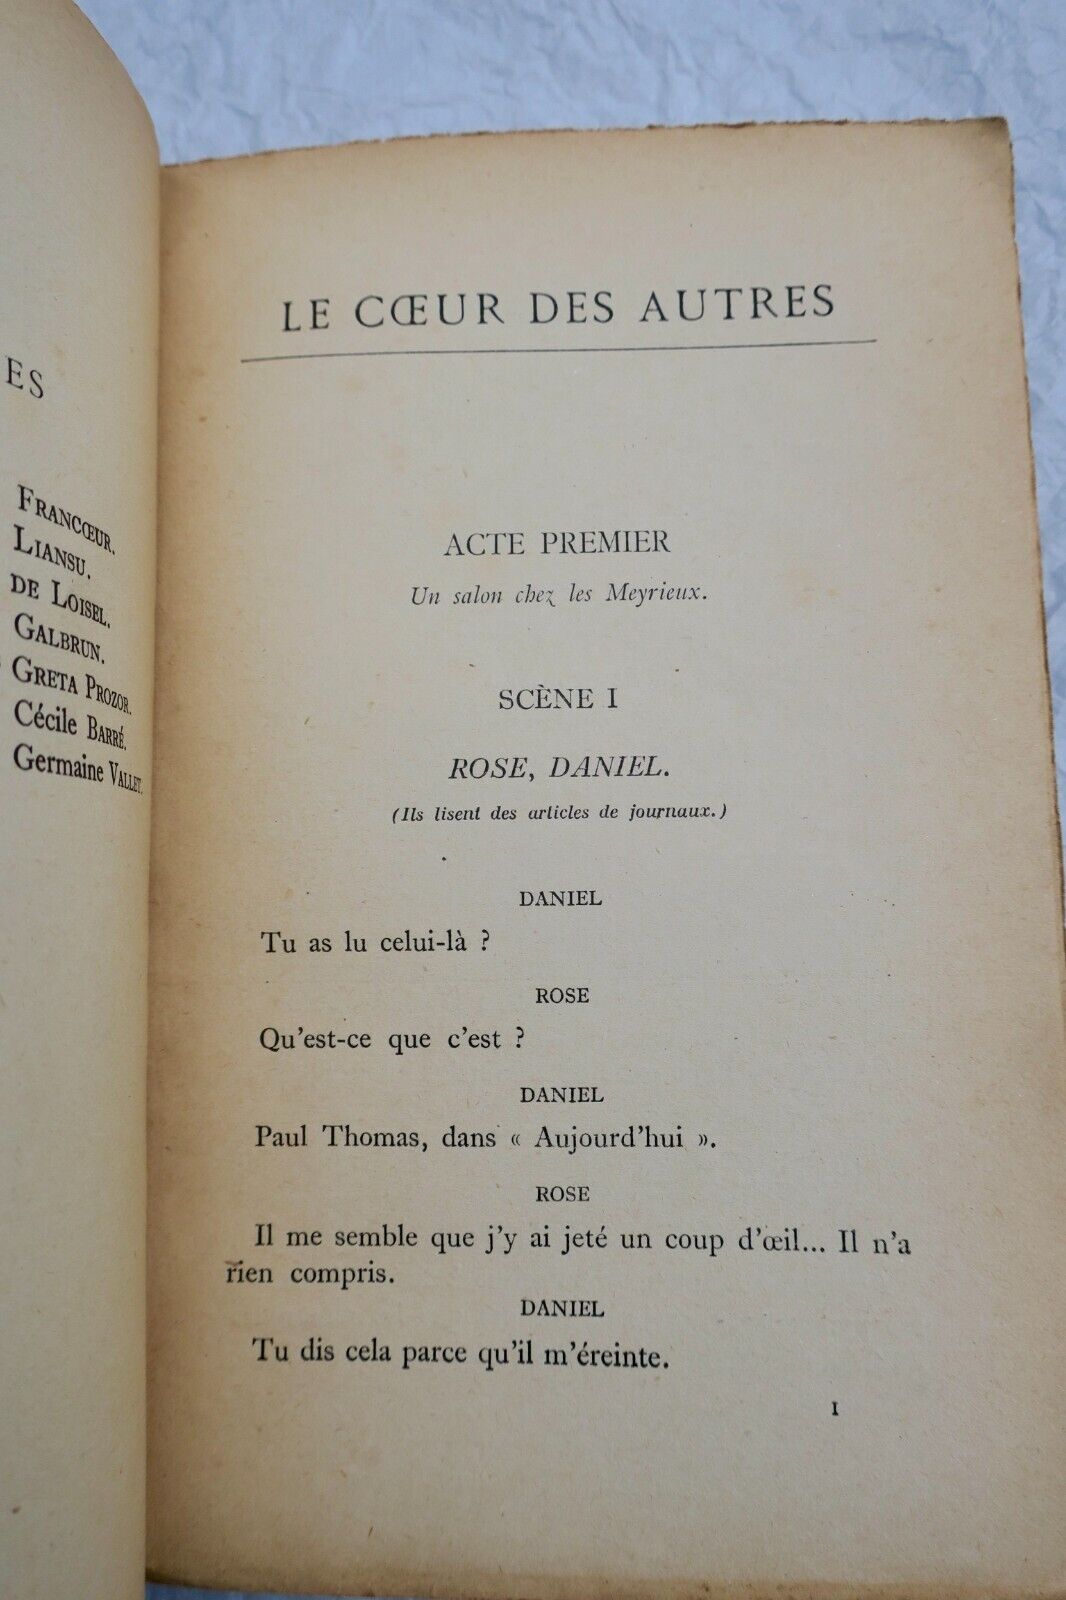 ES
FRANCŒUR.
LIANSU.
DE LOISEL.
GALBRUN.
GRETA PROZOR.
Cécile BARRÉ.
Germaine VALLET.
LE CŒUR DES AUTRES
ACTE PREMIER
Un salon chez les Meyrieux.
SCÈNE I
ROSE, DANIEL.
(Ils lisent des articles de journaux.)
DANIEL
Tu as lu celui-là ?
ROSE
Qu'est-ce que c'est ?
DANIEL
Paul Thomas, dans « Aujourd'hui ».
ROSE
Il me semble que j'y ai jeté un coup d'œil... Il n'a
rien compris.
DANIEL
Tu dis cela parce qu'il m'éreinte.
I